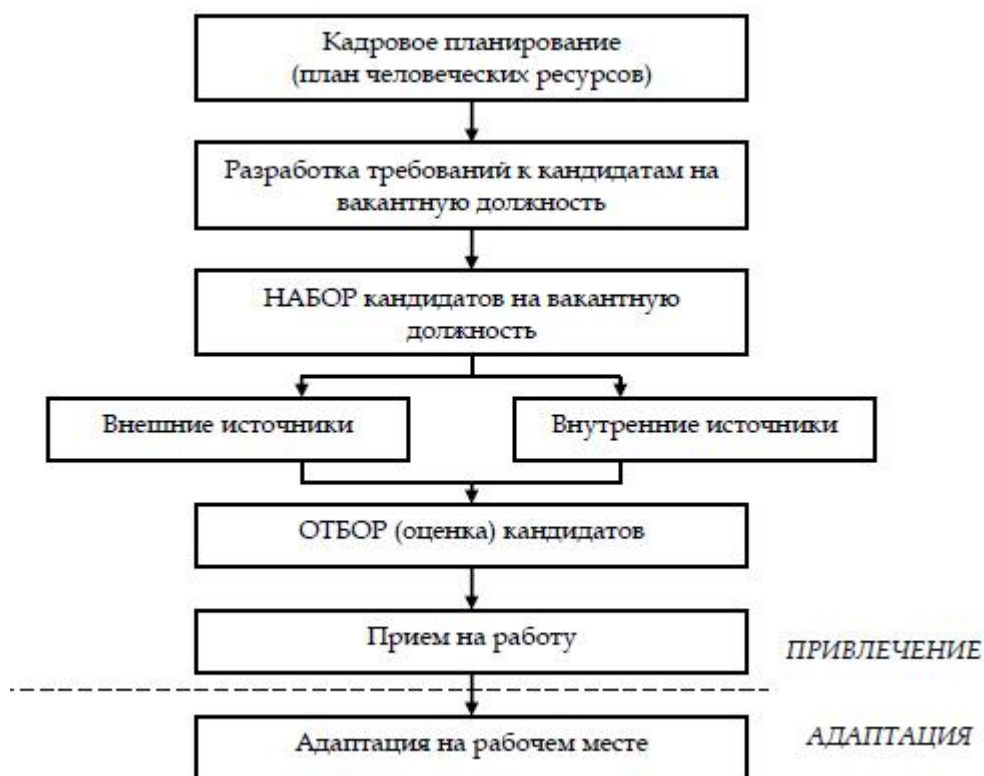 Кадровое планирование
(план человеческих ресурсов)
Разработка требований к кандидатам на
вакантную должность
НАБОР кандидатов на вакантную
должность
Внешние источники
Внутренние источники
ОТБОР (оценка) кандидатов
Прием на работу
ПРИВЛЕЧЕНИЕ
Адаптация на рабочем месте
АДАПТАЦИЯ